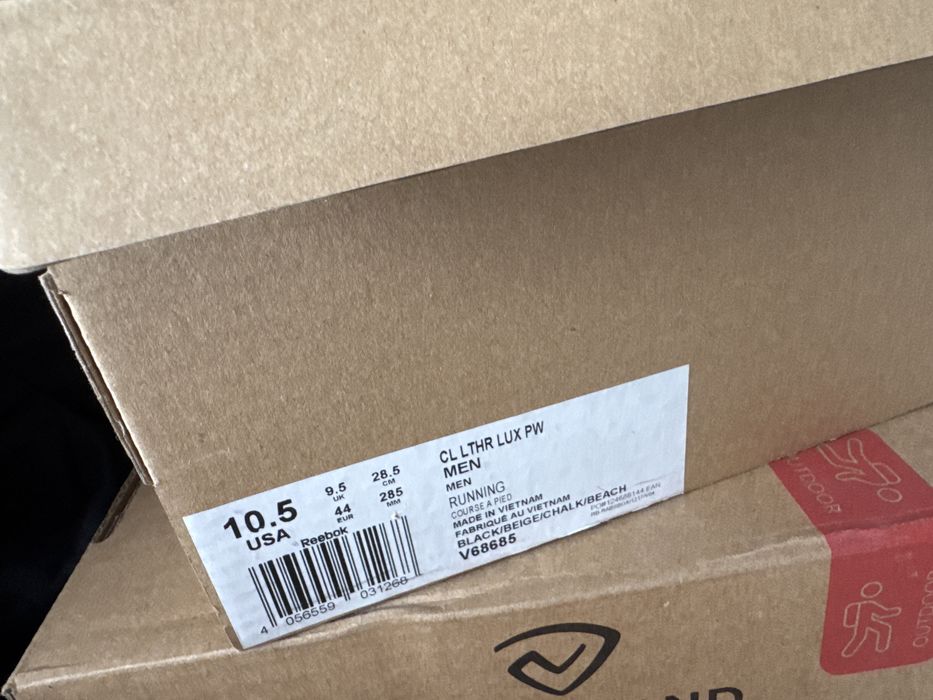 10.5
USA
9.5
UK
28.5
CM
44
EUR
285
MM
Reebok
4 056559 031268
CL LTHR LUX PW
MEN
MEN
RUNNING
COURSE A PIED
MADE IN VIETNAM
FABRIQUÉ AU VIETNAM
BLACK/BEIGE/CHALK/BEACH
V68685
OUTDOOR
OUTDOOR